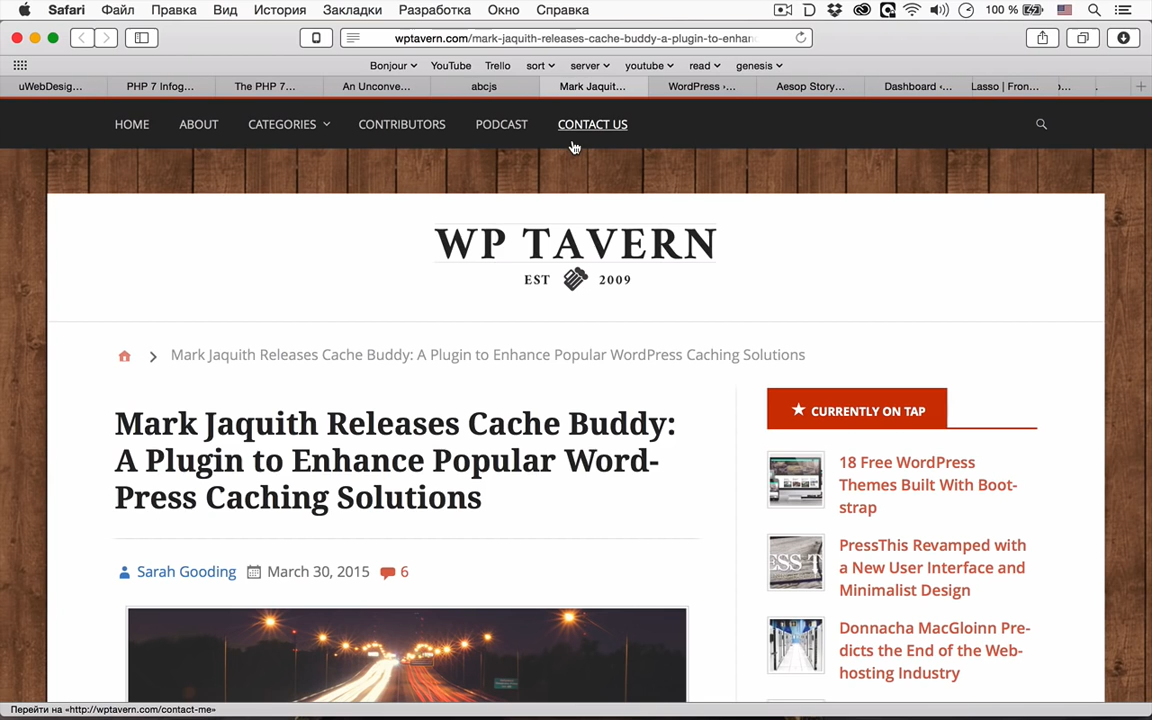 Safari Файл Правка Вид История Закладки Разработка Окно Справка 100 %
wptavern.com/mark-jaquith-releases-cache-buddy-a-plugin-to-enhan
Bonjour YouTube Trello sort server youtube read genesis
uWebDesig... PHP 7 Infog... The PHP 7... An Unconve... abcjs Mark Jaquit... WordPress ›... Aesop Story... Dashboard ‹... Lasso | Fron...
HOME ABOUT CATEGORIES CONTRIBUTORS PODCAST CONTACT US
WP TAVERN
EST 2009
Mark Jaquith Releases Cache Buddy: A Plugin to Enhance Popular WordPress Caching Solutions
Mark Jaquith Releases Cache Buddy:
A Plugin to Enhance Popular Word-
Press Caching Solutions
Sarah Gooding March 30, 2015 6
CURRENTLY ON TAP
18 Free WordPress
Themes Built With Boot-
strap
PressThis Revamped with
a New User Interface and
Minimalist Design
Donnacha MacGloinn Pre-
dicts the End of the Web-
hosting Industry
Перейти на «http://wptavern.com/contact-me»